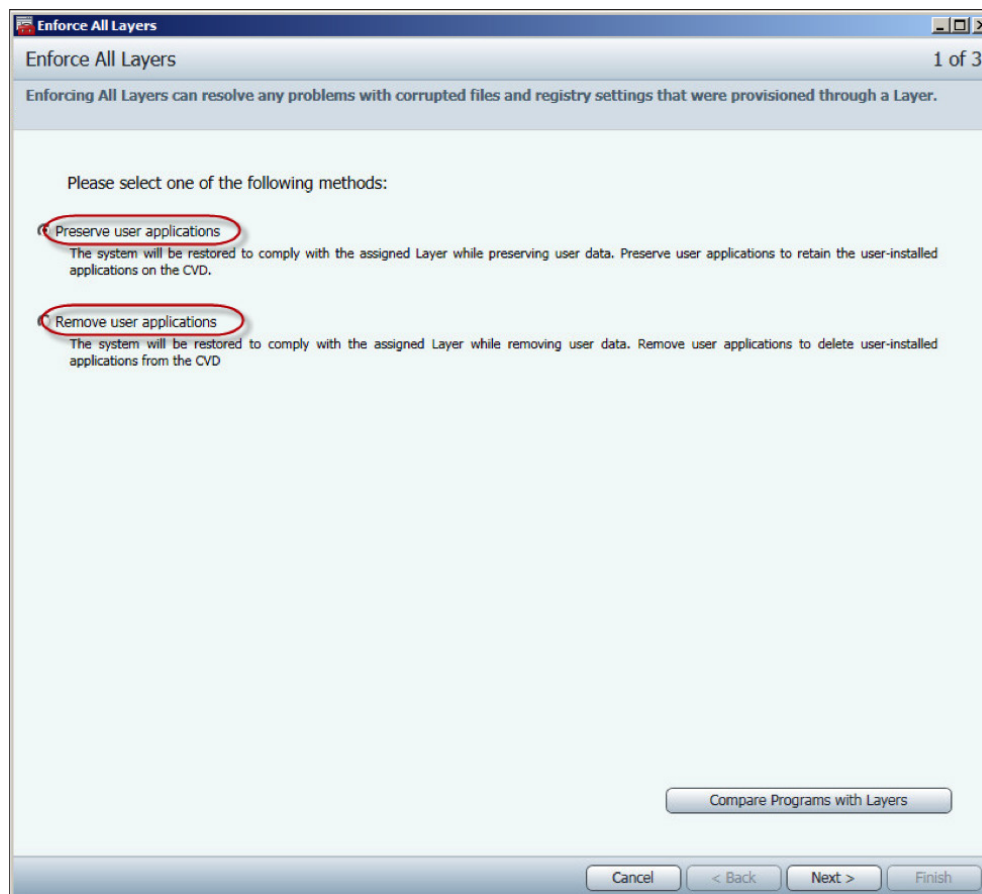 Enforce All Layers
Enforce All Layers
1 of 3
Enforcing All Layers can resolve any problems with corrupted files and registry settings that were provisioned through a Layer.
Please select one of the following methods:
Preserve user applications
The system will be restored to comply with the assigned Layer while preserving user data. Preserve user applications to retain the user-installed
applications on the CVD.
Remove user applications
The system will be restored to comply with the assigned Layer while removing user data. Remove user applications to delete user-installed
applications from the CVD
Compare Programs with Layers
Cancel
< Back
Next >
Finish